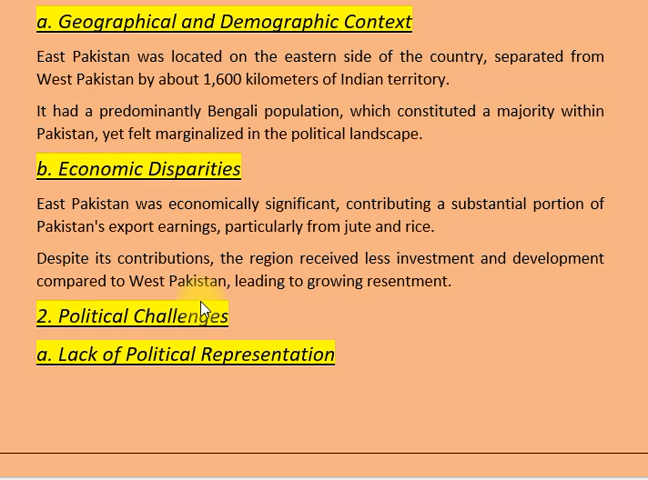 a. Geographical and Demographic Context
East Pakistan was located on the eastern side of the country, separated from
West Pakistan by about 1,600 kilometers of Indian territory.
It had a predominantly Bengali population, which constituted a majority within
Pakistan, yet felt marginalized in the political landscape.
b. Economic Disparities
East Pakistan was economically significant, contributing a substantial portion of
Pakistan's export earnings, particularly from jute and rice.
Despite its contributions, the region received less investment and development
compared to West Pakistan, leading to growing resentment.
2. Political Challenges
a. Lack of Political Representation